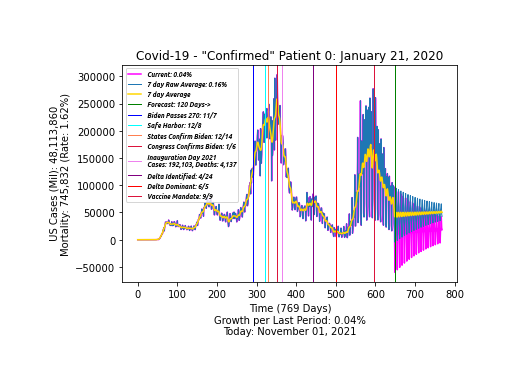 Covid-19 - "Confirmed" Patient 0: January 21, 2020
US Cases (Mil): 48,113,860
Mortality: 745,832 (Rate: 1.62%)
300000
250000
200000
150000
100000
50000
0
−50000
Current: 0.04%
7 day Raw Average: 0.16%
7 day Average
Forecast: 120 Days->
Biden Passes 270: 11/7
Safe Harbor: 12/8
States Confirm Biden: 12/14
Congress Confirms Biden: 1/6
Inauguration Day 2021
Cases: 192,103, Deaths: 4,137
Delta Identified: 4/24
Delta Dominant: 6/5
Vaccine Mandate: 9/9
0 100 200 300 400 500 600 700 800
Time (769 Days)
Growth per Last Period: 0.04%
Today: November 01, 2021